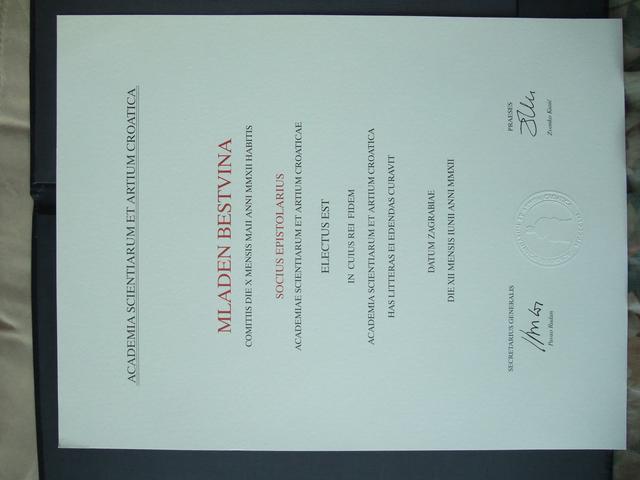 ACADEMIA SCIENTIARUM ET ARTIUM CROATICA
MLADEN BESTVINA
COMITIIS DIE X MENSIS MAII ANNI MMXII HABITIS
SOCIUS EPISTOLARIUS
ACADEMIAE SCIENTIARUM ET ARTIUM CROATICAE
ELECTUS EST
IN CUIUS REI FIDEM
ACADEMIA SCIENTIARUM ET ARTIUM CROATICA
HAS LITTERAS EI EDENDAS CURAVIT
DATUM ZAGRABIAE
DIE XII MENSIS IUNII ANNI MMXII
SECRETARIUS GENERALIS
Pavao Rudan
PRAESES
Zvonko Kusić